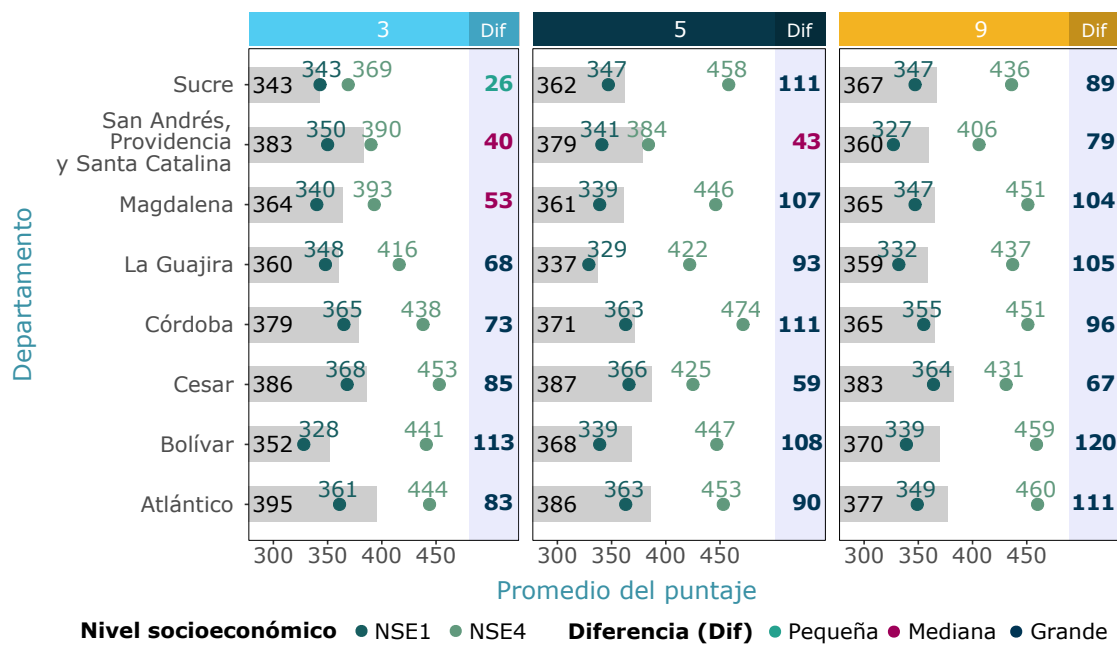 3 Dif 5 Dif 9 Dif
Departamento
Sucre 343 343 369 26 362 347 458 111 367 347 436 89
San Andrés,
Providencia
y Santa Catalina 383 350 390 40 379 341 384 43 360 327 406 79
Magdalena 364 340 393 53 361 339 446 107 365 347 451 104
La Guajira 360 348 416 68 337 329 422 93 359 332 437 105
Córdoba 379 365 438 73 371 363 474 111 365 355 451 96
Cesar 386 368 453 85 387 366 425 59 383 364 431 67
Bolívar 352 328 441 113 368 339 447 108 370 339 459 120
Atlántico 395 361 444 83 386 363 453 90 377 349 460 111
300 350 400 450 300 350 400 450 300 350 400 450
Promedio del puntaje
Nivel socioeconómico NSE1 NSE4 Diferencia (Dif) Pequeña Mediana Grande